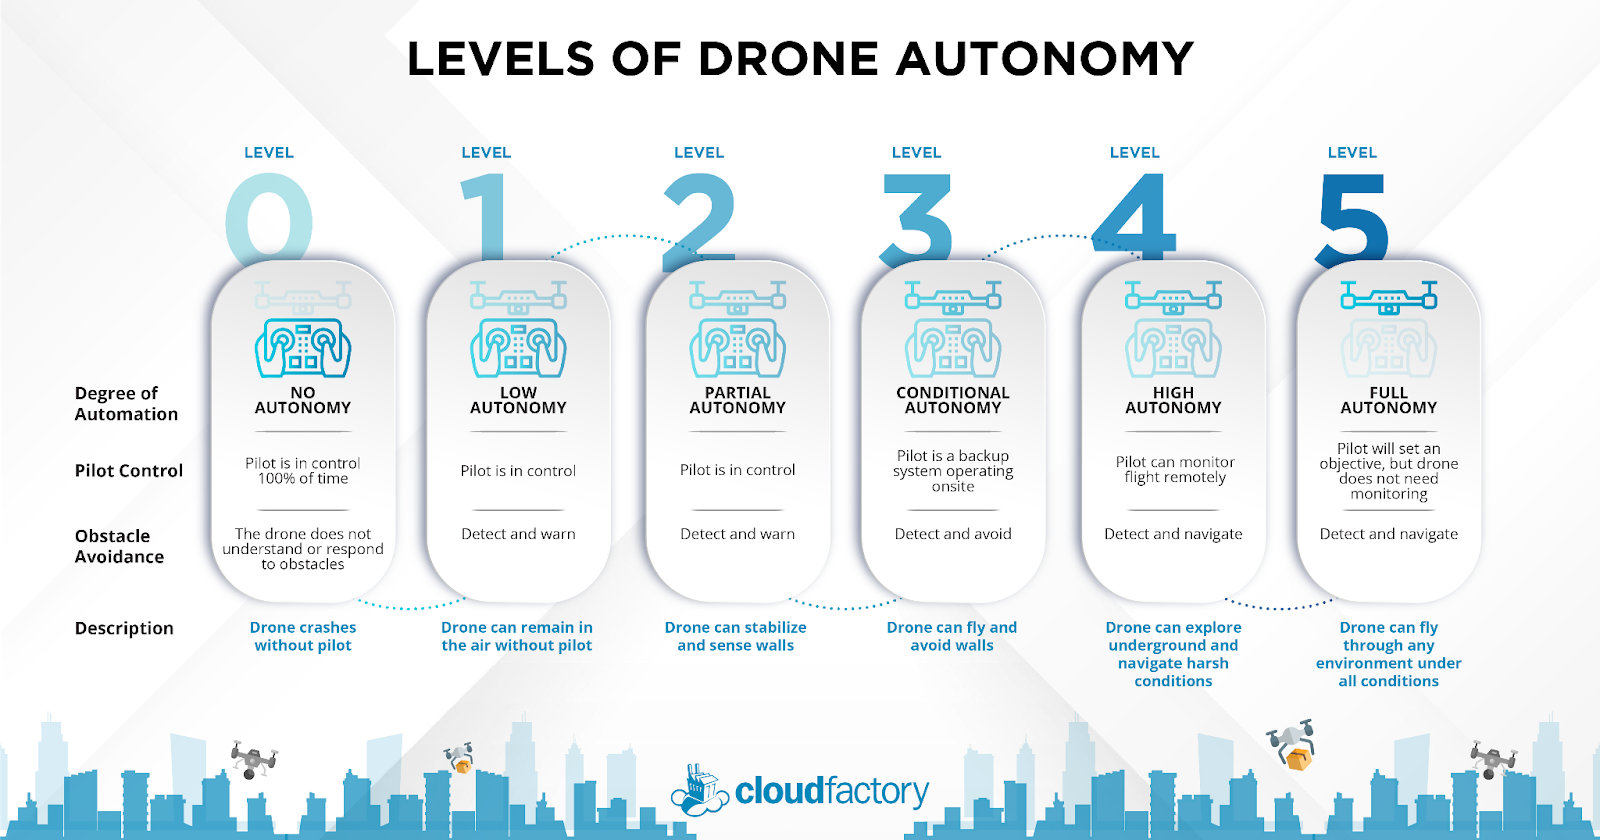 LEVELS OF DRONE AUTONOMY
LEVEL
0
LEVEL
1
LEVEL
2
LEVEL
3
LEVEL
4
LEVEL
5
Degree of
Automation
NO
AUTONOMY
LOW
AUTONOMY
PARTIAL
AUTONOMY
CONDITIONAL
AUTONOMY
HIGH
AUTONOMY
FULL
AUTONOMY
Pilot Control
Pilot is in control
100% of time
Pilot is in control
Pilot is in control
Pilot is a backup
system operating
onsite
Pilot can monitor
flight remotely
Pilot will set an
objective, but drone
does not need
monitoring
Obstacle
Avoidance
The drone does not
understand or respond
to obstacles
Detect and warn
Detect and warn
Detect and avoid
Detect and navigate
Detect and navigate
Description
Drone crashes
without pilot
Drone can remain in
the air without pilot
Drone can stabilize
and sense walls
Drone can fly and
avoid walls
Drone can explore
underground and
navigate harsh
conditions
Drone can fly
through any
environment under
all conditions
cloudfactory